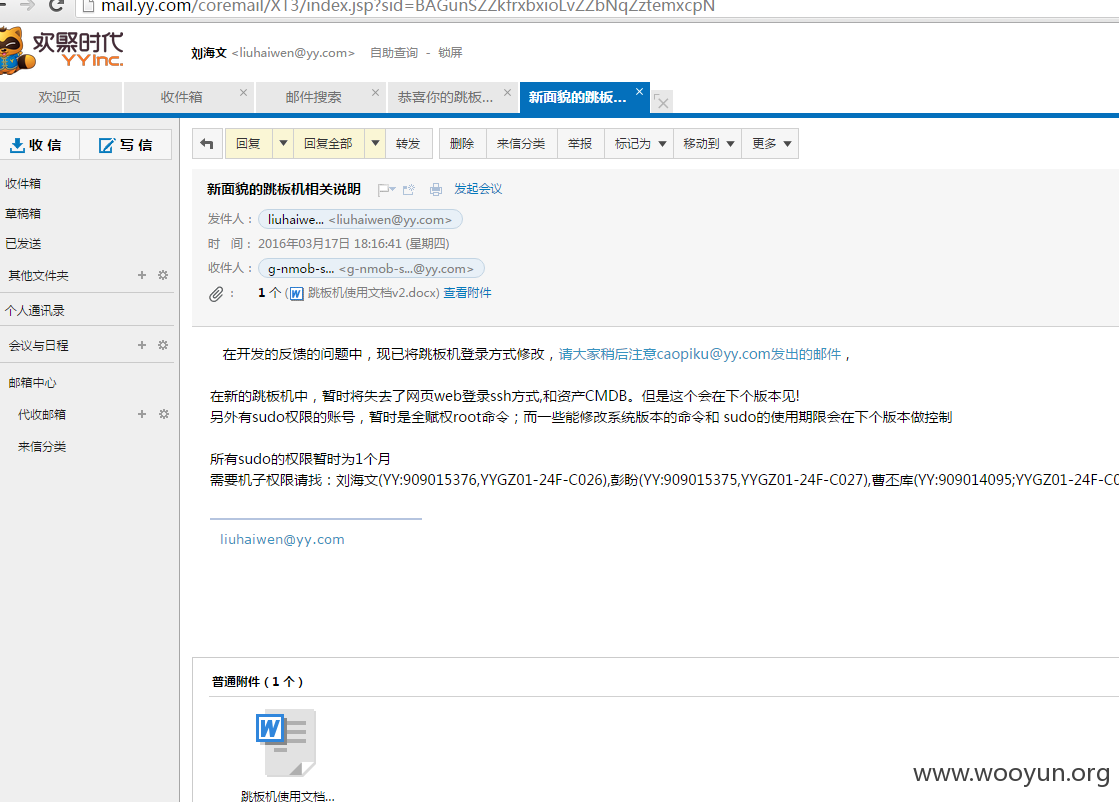 mail.yy.com/coremail/XT3/index.jsp?sid=BAGunSZZkfrxbxioLvZZbNqZztemxcpN
欢聚时代
YYInc.
刘海文 <liuhaiwen@yy.com> 自助查询 - 锁屏
欢迎页 收件箱 邮件搜索 恭喜你的跳板... 新面貌的跳板...
收 信 写 信
回复 回复全部 转发 删除 来信分类 举报 标记为 移动到 更多
收件箱
草稿箱
已发送
其他文件夹
个人通讯录
会议与日程
邮箱中心
代收邮箱
来信分类
新面貌的跳板机相关说明 发起会议
发件人： liuhaiwe... <liuhaiwen@yy.com>
时 间： 2016年03月17日 18:16:41 (星期四)
收件人： g-nmob-s... <g-nmob-s...@yy.com>
： 1 个 (跳板机使用文档v2.docx) 查看附件
在开发的反馈的问题中，现已将跳板机登录方式修改，请大家稍后注意caopiku@yy.com发出的邮件，
在新的跳板机中，暂时将失去了网页web登录ssh方式,和资产CMDB。但是这个会在下个版本见!
另外有sudo权限的账号，暂时是全赋权root命令；而一些能修改系统版本的命令和 sudo的使用期限会在下个版本做控制
所有sudo的权限暂时为1个月
需要机子权限请找：刘海文(YY:909015376,YYGZ01-24F-C026),彭盼(YY:909015375,YYGZ01-24F-C027),曹丕库(YY:909014095;YYGZ01-24F-C0
liuhaiwen@yy.com
普通附件（1 个）
W
跳板机使用文档...
www.wooyun.org